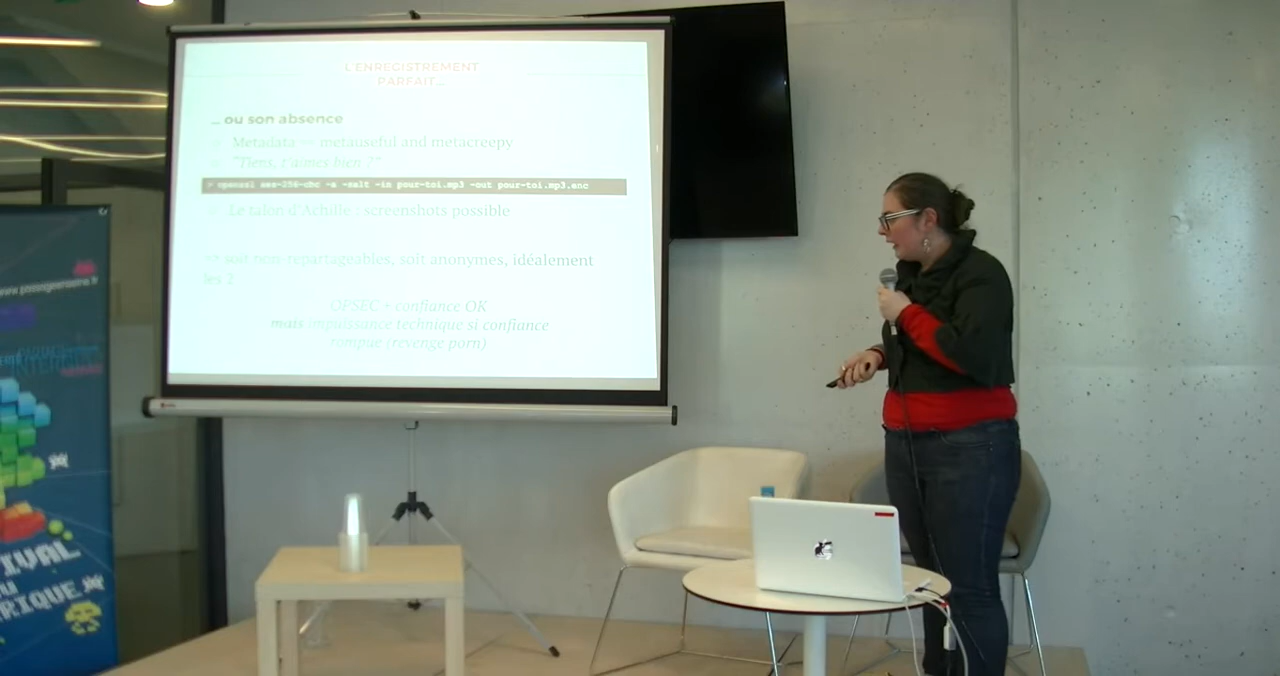 L'ENREGISTREMENT
PARFAIT...
... ou son absence
Metadata == metauseful and metacreepy
"Tiens, t'aimes bien ?"
> openssl aes-256-cbc -a -salt -in pour-toi.mp3 -out pour-toi.mp3.enc
Le talon d'Achille : screenshots possible
=> soit non-repartageables, soit anonymes, idéalement
les 2
OPSEC + confiance OK
mais impuissance technique si confiance
rompue (revenge porn)
IVAL
RIQUE